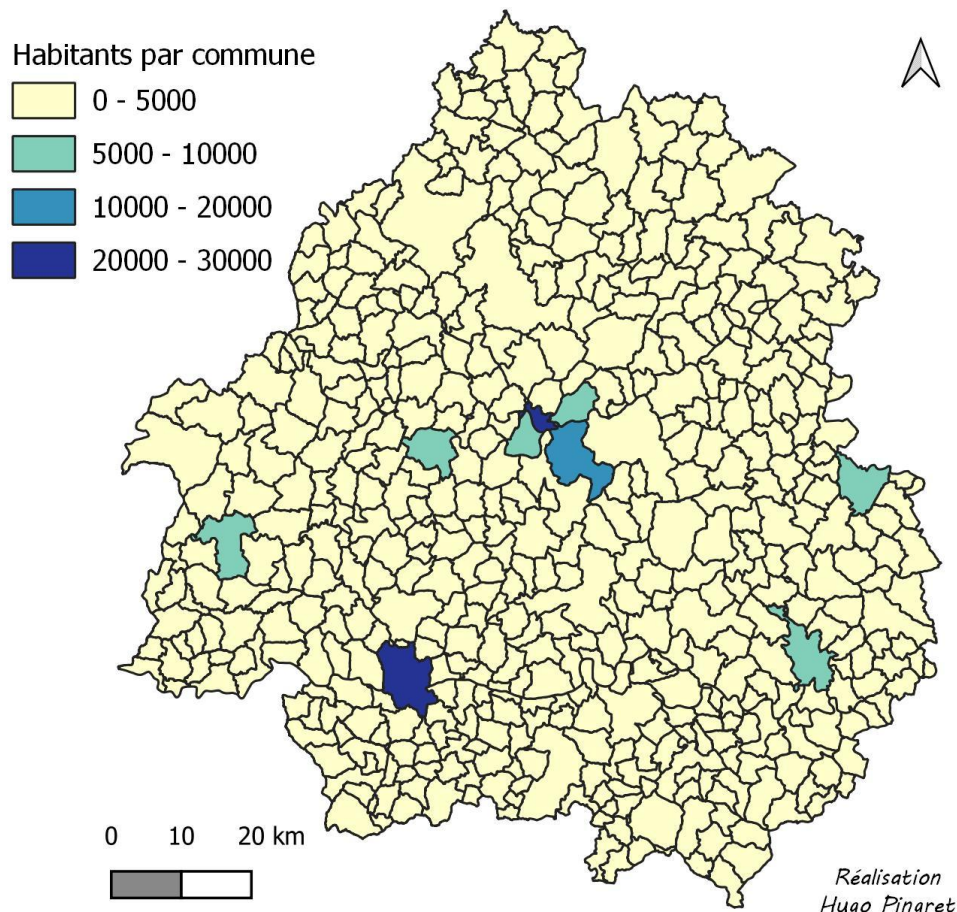 Habitants par commune
0 - 5000
5000 - 10000
10000 - 20000
20000 - 30000
0 10 20 km
Réalisation
Hugo Pinaret